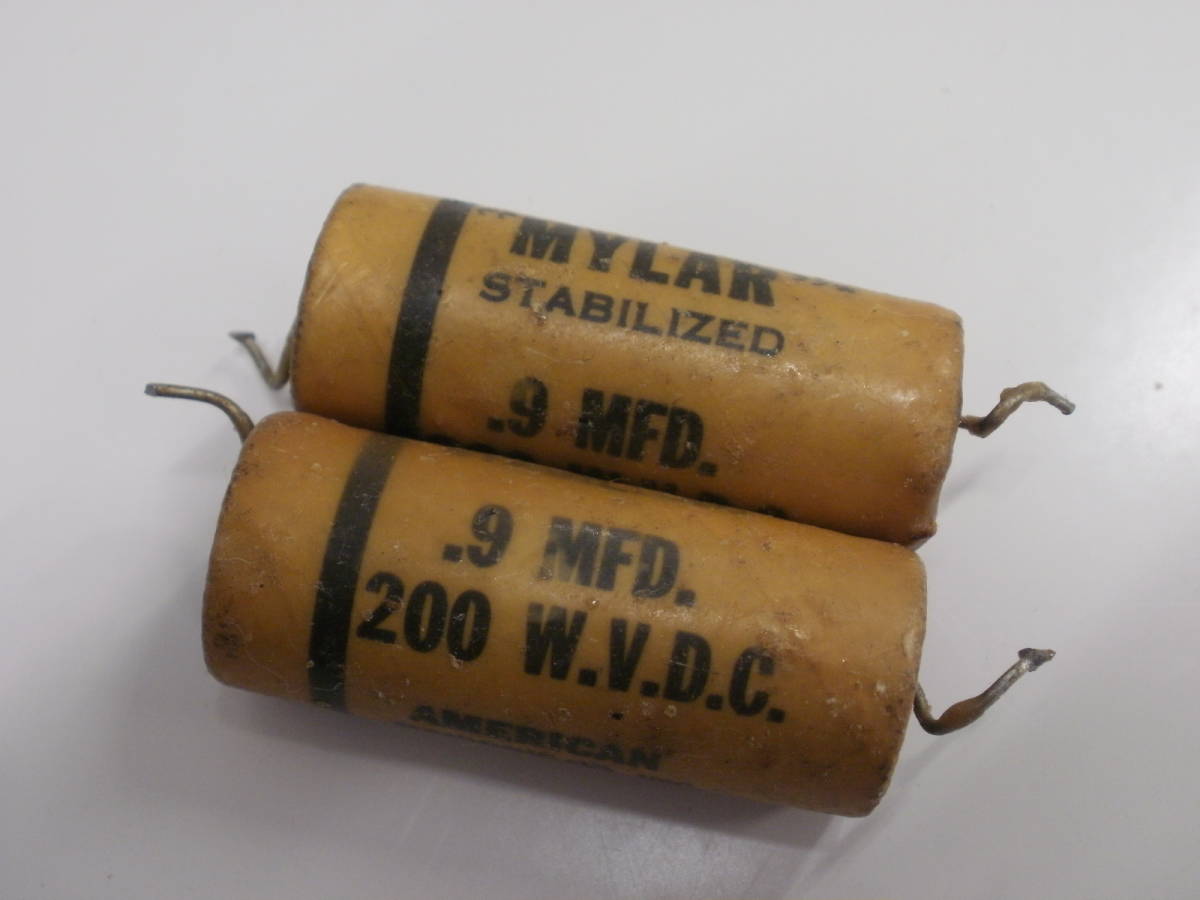 "MYLAR"
STABILIZED
.9 MFD.
.9 MFD.
200 W.V.D.C.
AMERICAN